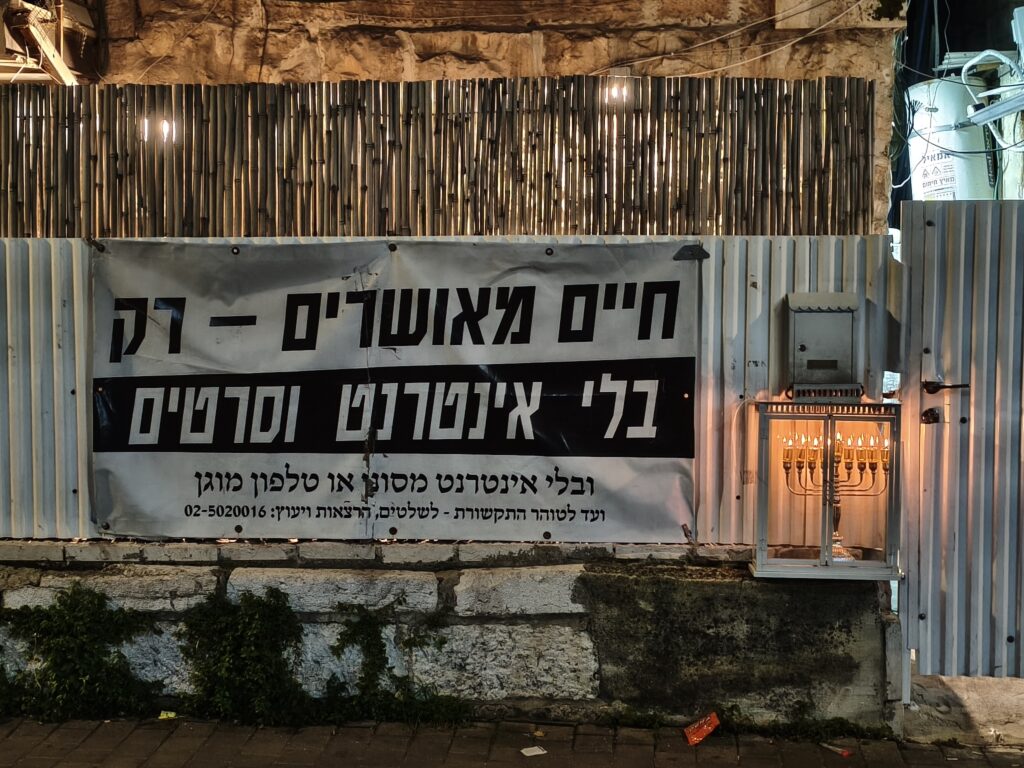 חיים מאושרים – רק
בלי אינטרנט וסרטים
ובלי אינטרנט מסונן או טלפון מוגן
ועד לטוהר התקשורת - לשלטים, הרצאות ויעוץ: 02-5020016
אמאיל